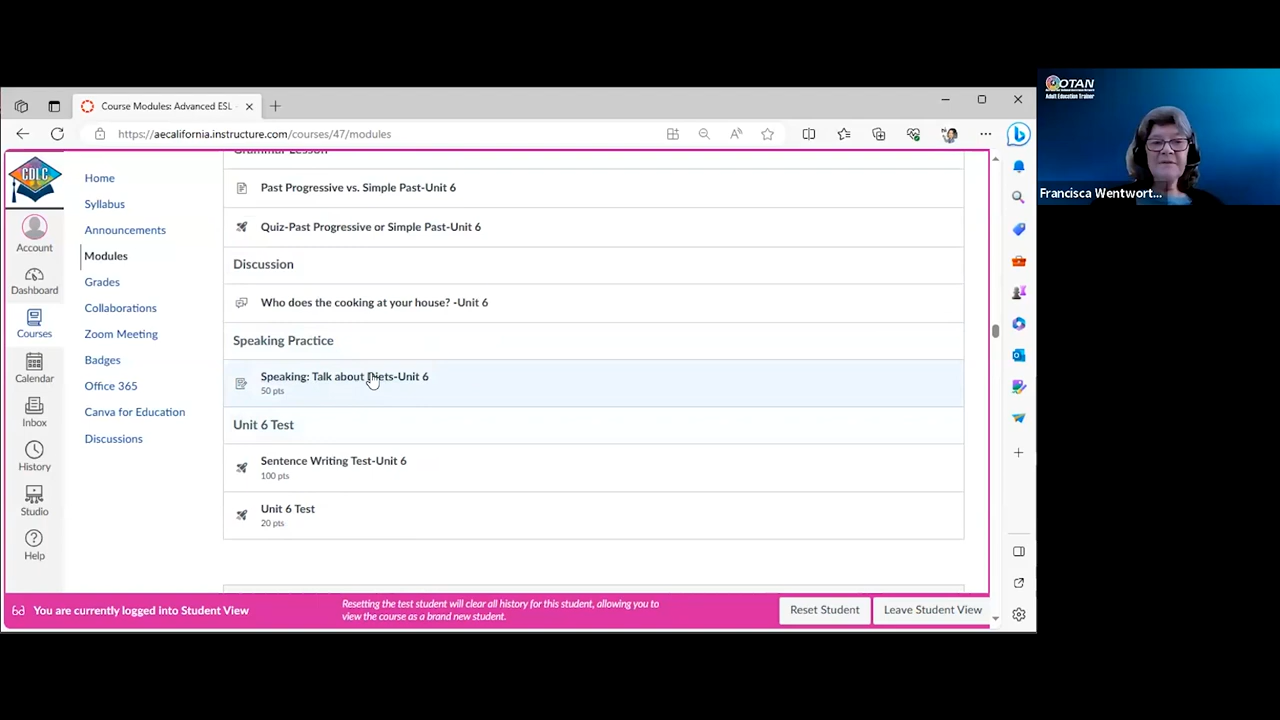 Course Modules: Advanced ESL
https://aecalifornia.instructure.com/courses/47/modules
OTAN
Adult Education Trainer
Francisca Wentwort...
CDLC
Account
Dashboard
Courses
Calendar
Inbox
History
Studio
Help
Home
Syllabus
Announcements
Modules
Grades
Collaborations
Zoom Meeting
Badges
Office 365
Canva for Education
Discussions
Grammar Lesson
Past Progressive vs. Simple Past-Unit 6
Quiz-Past Progressive or Simple Past-Unit 6
Discussion
Who does the cooking at your house? -Unit 6
Speaking Practice
Speaking: Talk about Diets-Unit 6
50 pts
Unit 6 Test
Sentence Writing Test-Unit 6
100 pts
Unit 6 Test
20 pts
You are currently logged into Student View
Resetting the test student will clear all history for this student, allowing you to
view the course as a brand new student.
Reset Student
Leave Student View